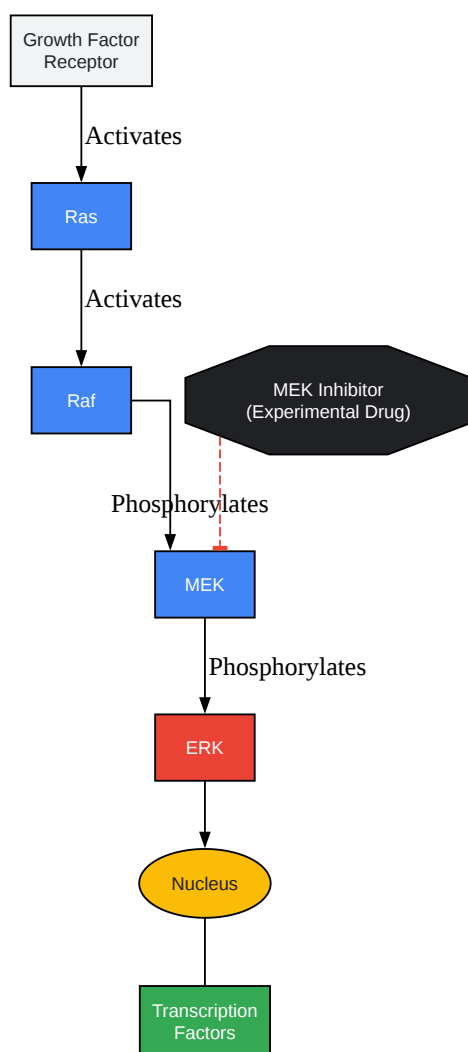 Growth Factor
Receptor
Activates
Ras
Activates
Raf
MEK Inhibitor
(Experimental Drug)
Phosphorylates
MEK
Phosphorylates
ERK
Nucleus
Transcription
Factors